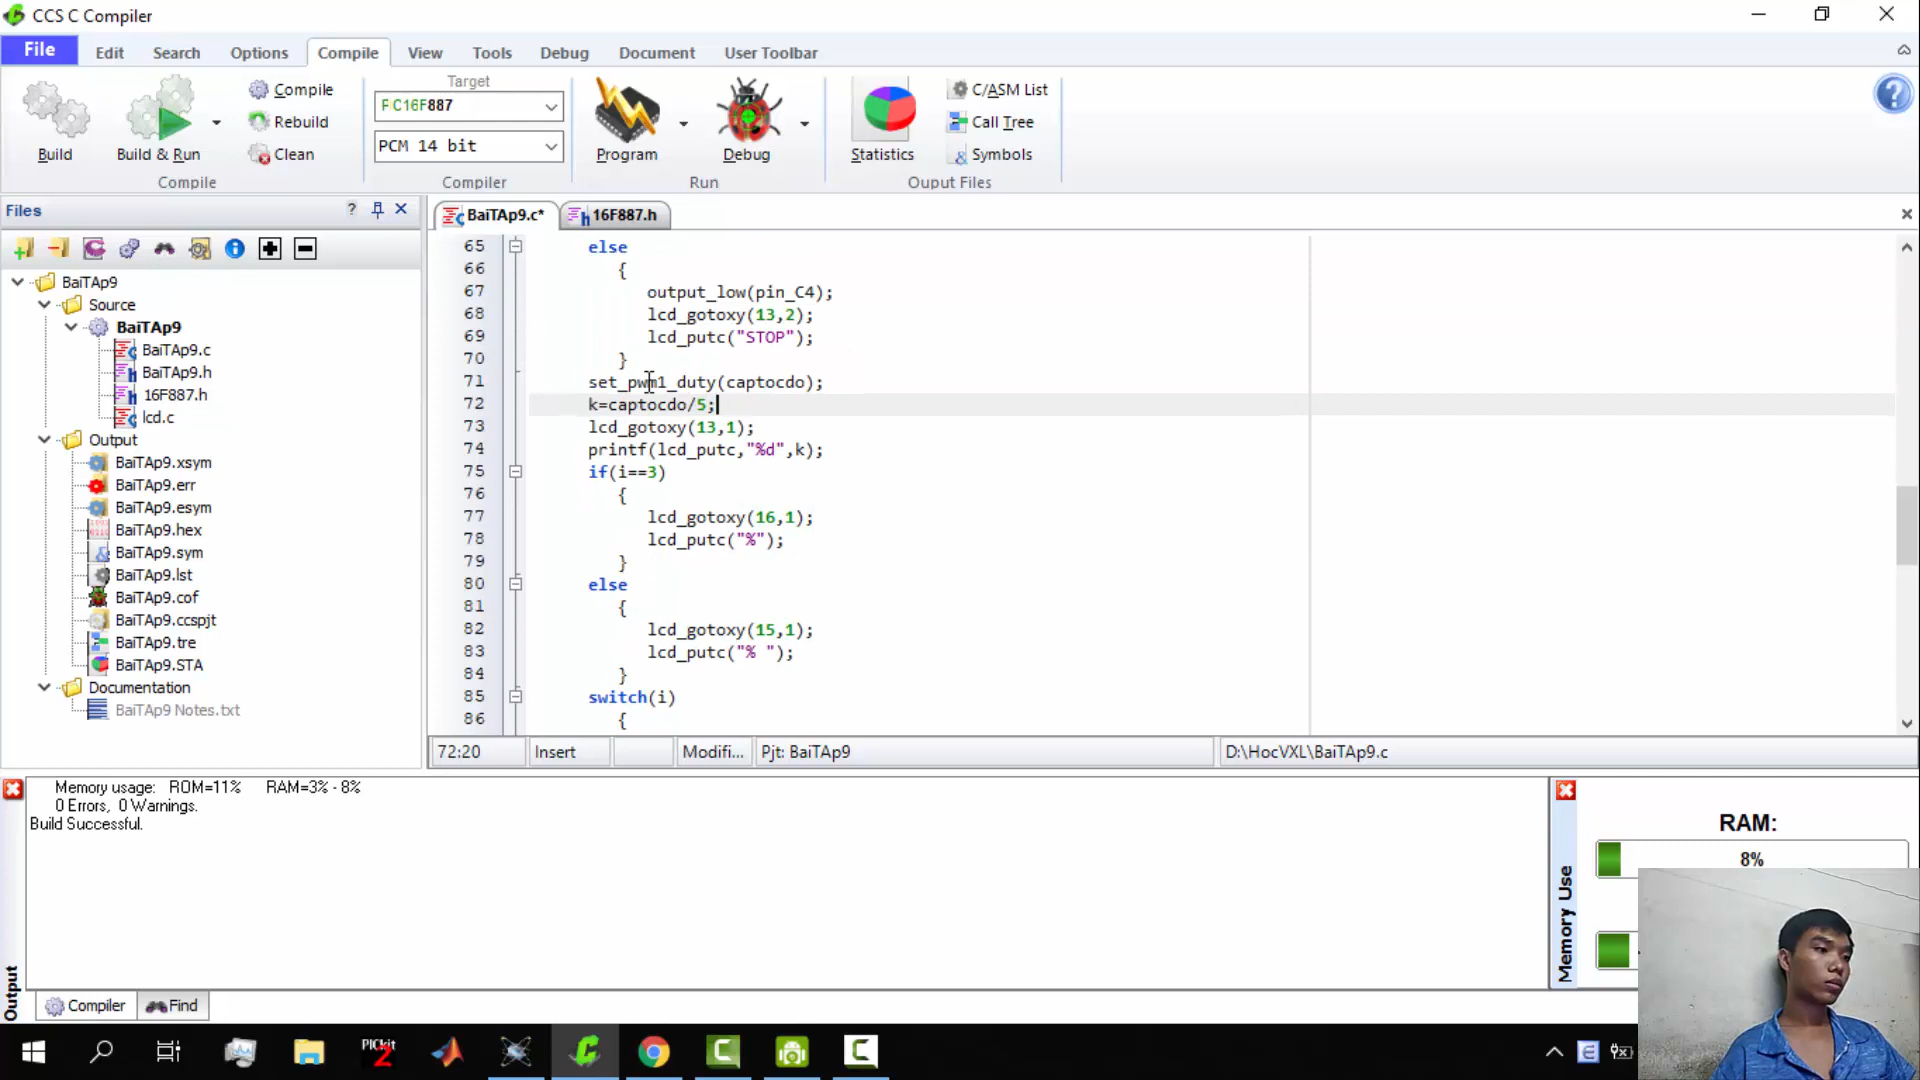 CCS C Compiler
File Edit Search Options Compile View Tools Debug Document User Toolbar
Build
Build & Run
Compile
Rebuild
Clean
Compile
Target
PIC16F887
PCM 14 bit
Compiler
Program
Debug
Run
Statistics
C/ASM List
Call Tree
Symbols
Ouput Files
Files
BaiTAp9
Source
BaiTAp9
BaiTAp9.c
BaiTAp9.h
16F887.h
lcd.c
Output
BaiTAp9.xsym
BaiTAp9.err
BaiTAp9.esym
BaiTAp9.hex
BaiTAp9.sym
BaiTAp9.lst
BaiTAp9.cof
BaiTAp9.ccspjt
BaiTAp9.tre
BaiTAp9.STA
Documentation
BaiTAp9 Notes.txt
BaiTAp9.c* 16F887.h
65 else
66 {
67 output_low(pin_C4);
68 lcd_gotoxy(13,2);
69 lcd_putc("STOP");
70 }
71 set_pwm1_duty(captocdo);
72 k=captocdo/5;
73 lcd_gotoxy(13,1);
74 printf(lcd_putc,"%d",k);
75 if(i==3)
76 {
77 lcd_gotoxy(16,1);
78 lcd_putc("%");
79 }
80 else
81 {
82 lcd_gotoxy(15,1);
83 lcd_putc("% ");
84 }
85 switch(i)
86 {
72:20 Insert Modifi... Pjt: BaiTAp9 D:\HocVXL\BaiTAp9.c
Memory usage: ROM=11% RAM=3% - 8%
0 Errors, 0 Warnings.
Build Successful.
Output
Compiler Find
Memory Use
RAM:
8%
PICkit
2